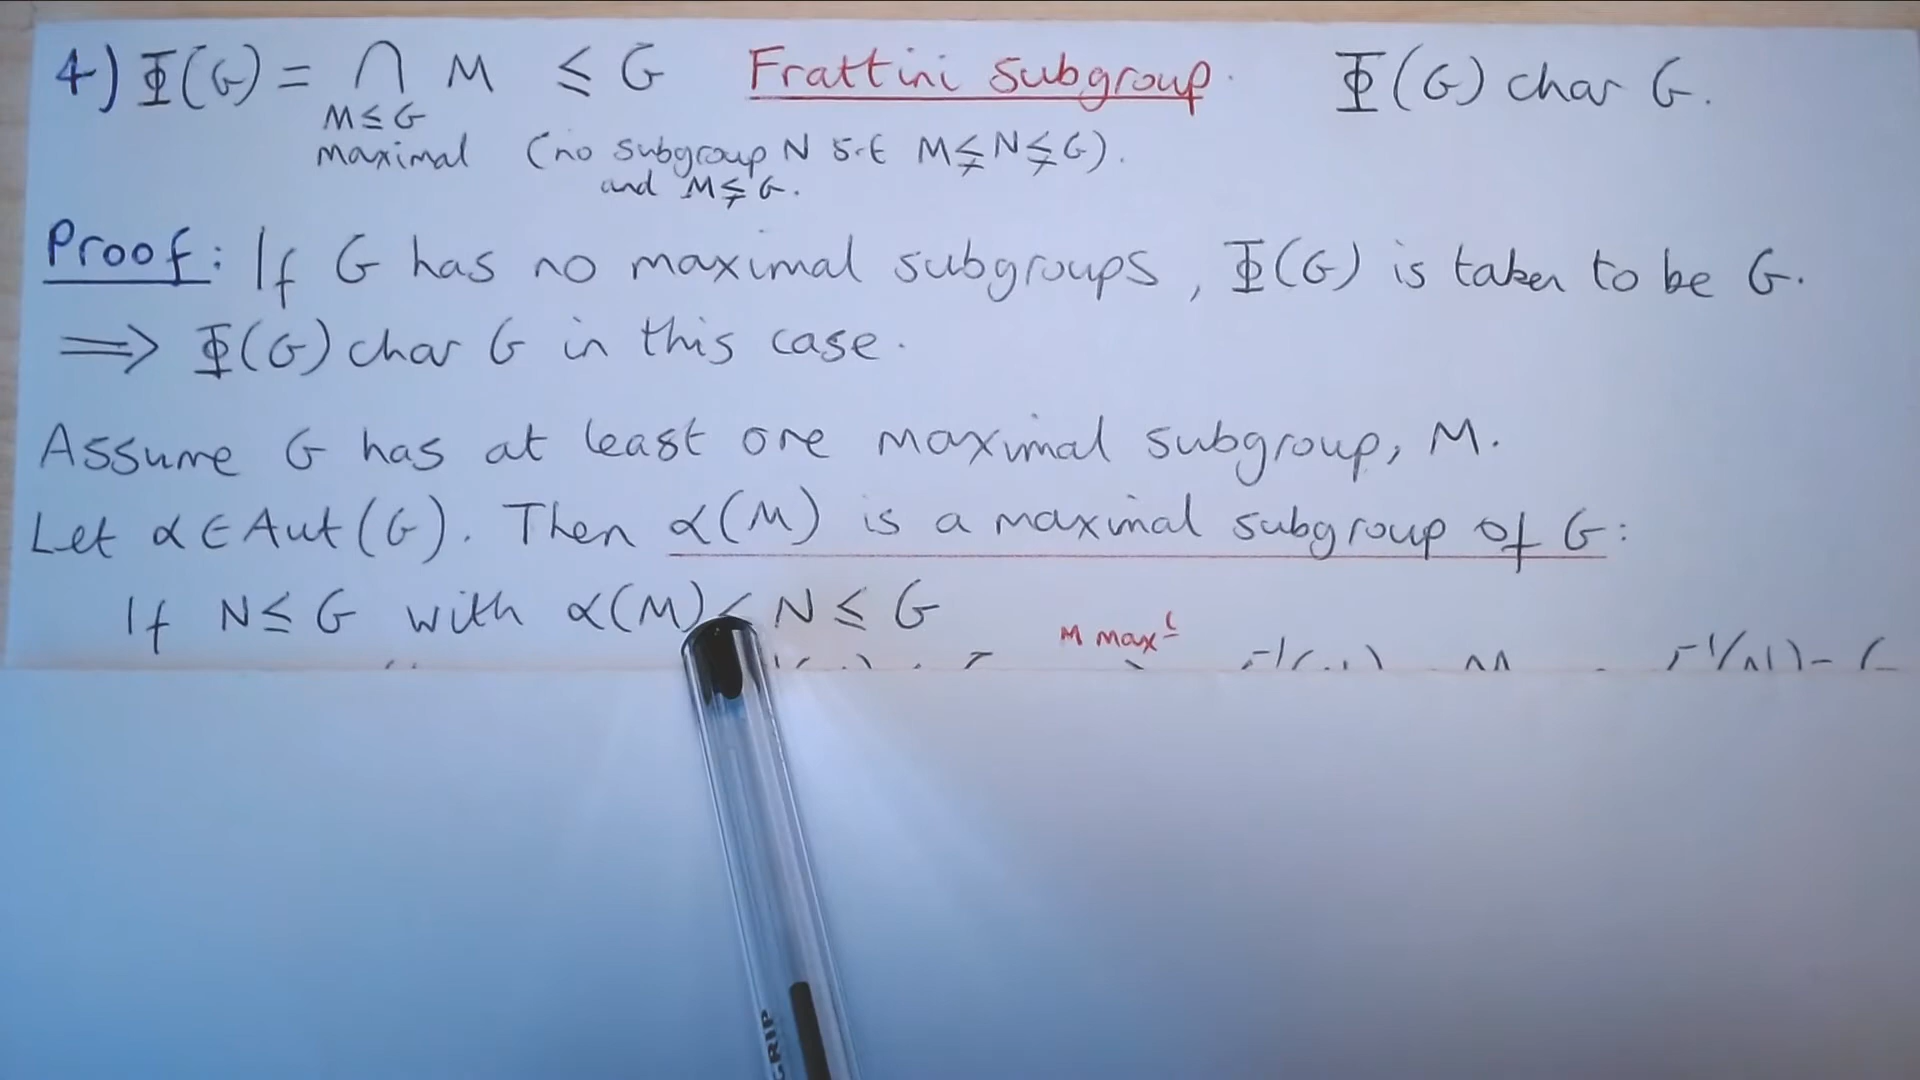 4) Φ(G) = ⋂ M ≤ G Frattini Subgroup. Φ(G) char G.
M ≤ G
maximal (no subgroup N s.t M ≨ N ≨ G).
and M ≨ G.
Proof: If G has no maximal subgroups, Φ(G) is taken to be G.
⟹ Φ(G) char G in this case.
Assume G has at least one maximal subgroup, M.
Let α ∈ Aut(G). Then α(M) is a maximal subgroup of G:
If N ≤ G with α(M) ≤ N ≤ G
M maxˡ
GRIP